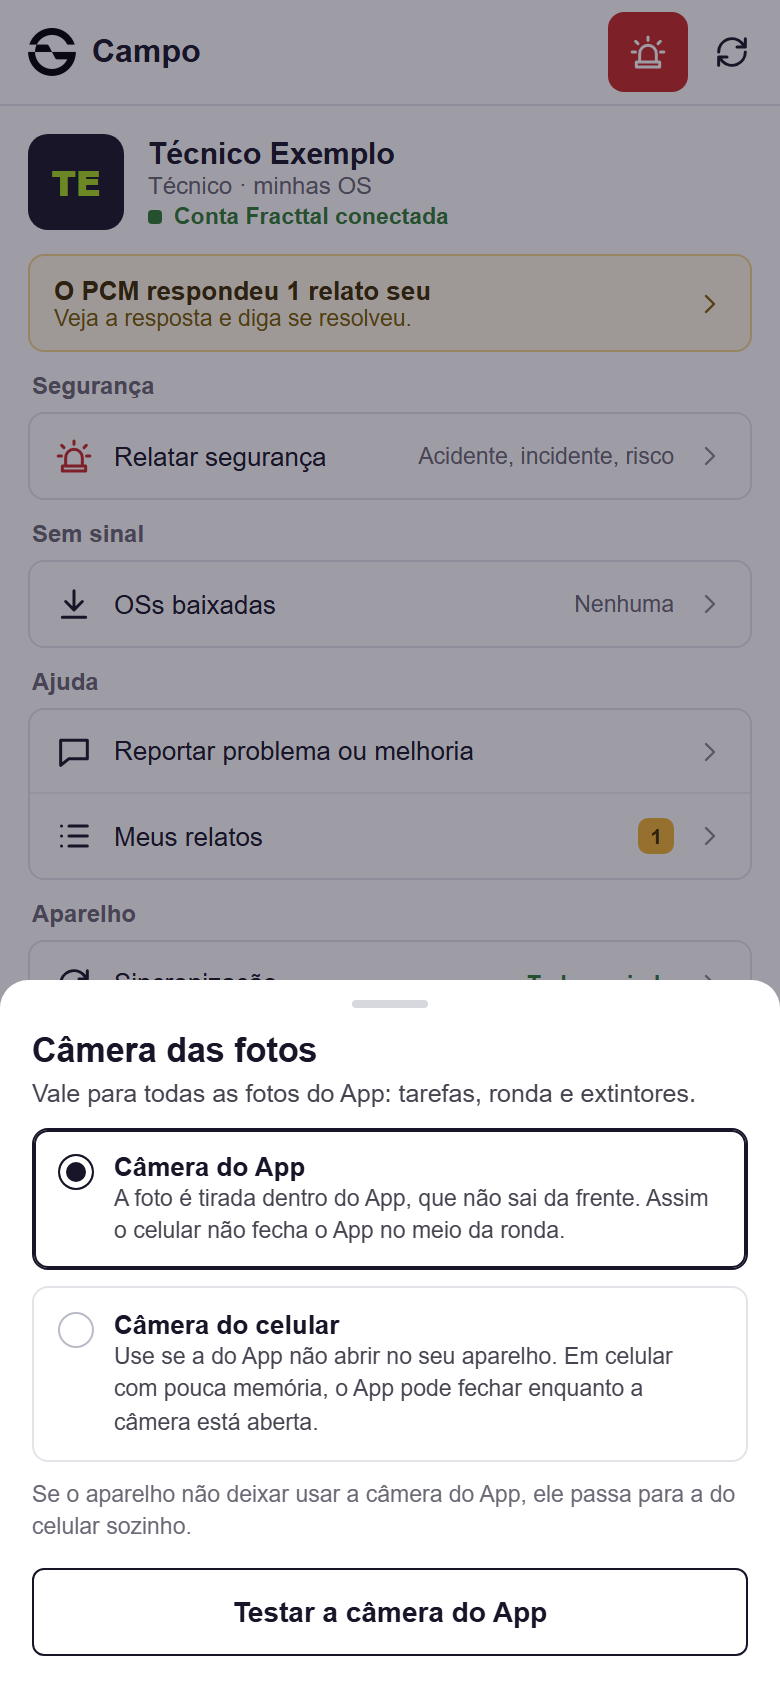 Campo
TE
Técnico Exemplo
Técnico · minhas OS
Conta Fracttal conectada
O PCM respondeu 1 relato seu
Veja a resposta e diga se resolveu.
Segurança
Relatar segurança
Acidente, incidente, risco
Sem sinal
OSs baixadas
Nenhuma
Ajuda
Reportar problema ou melhoria
Meus relatos
1
Aparelho
Sincronização
Câmera das fotos
Vale para todas as fotos do App: tarefas, ronda e extintores.
Câmera do App
A foto é tirada dentro do App, que não sai da frente. Assim
o celular não fecha o App no meio da ronda.
Câmera do celular
Use se a do App não abrir no seu aparelho. Em celular
com pouca memória, o App pode fechar enquanto a
câmera está aberta.
Se o aparelho não deixar usar a câmera do App, ele passa para a do
celular sozinho.
Testar a câmera do App